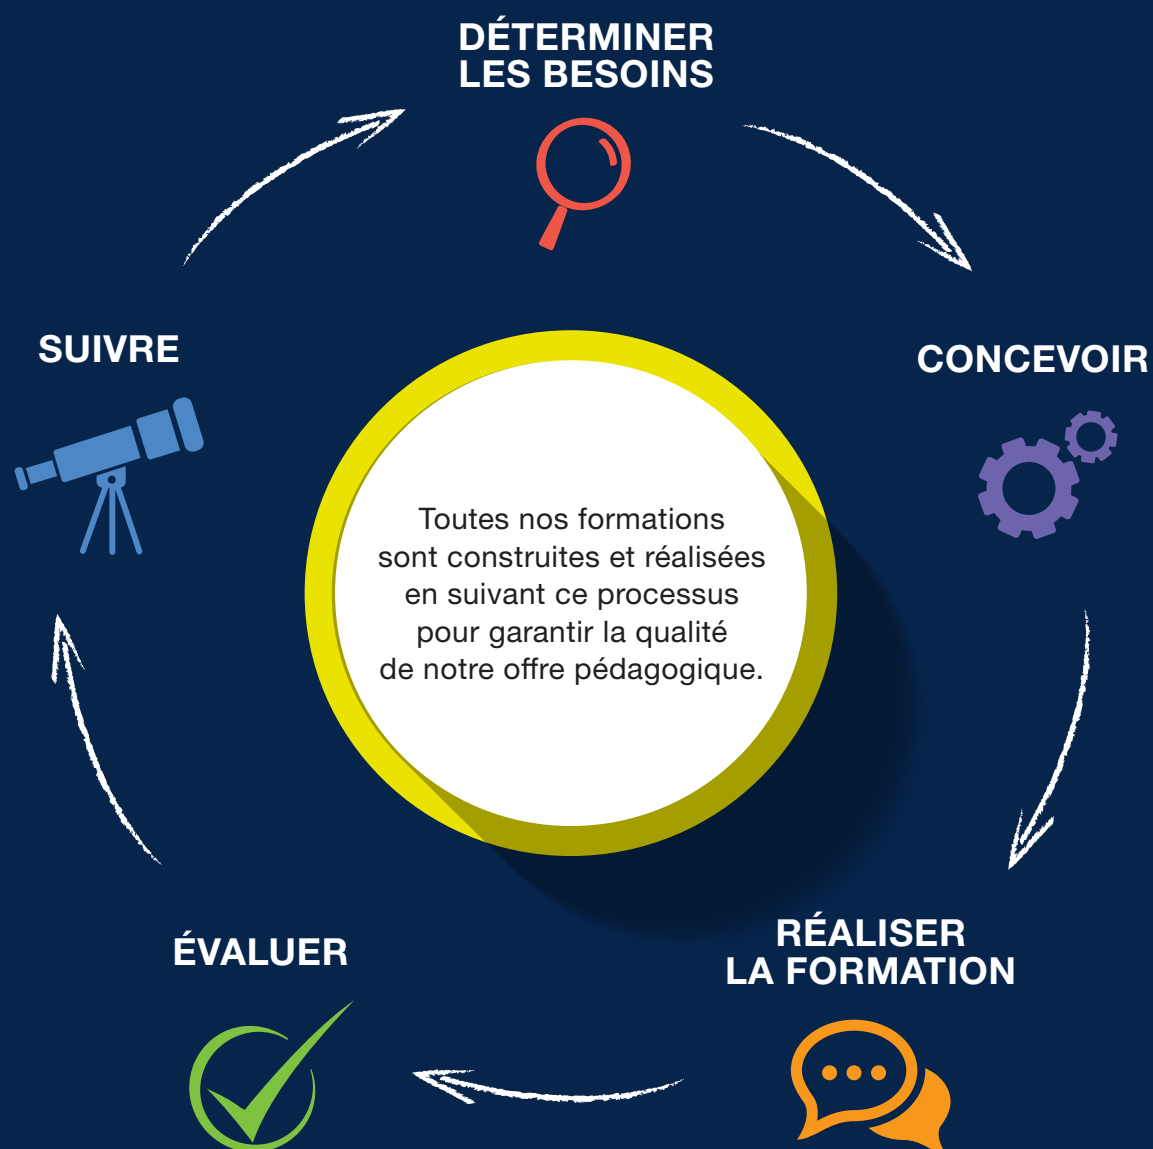 DÉTERMINER
LES BESOINS
SUIVRE
CONCEVOIR
Toutes nos formations
sont construites et réalisées
en suivant ce processus
pour garantir la qualité
de notre offre pédagogique.
ÉVALUER
RÉALISER
LA FORMATION